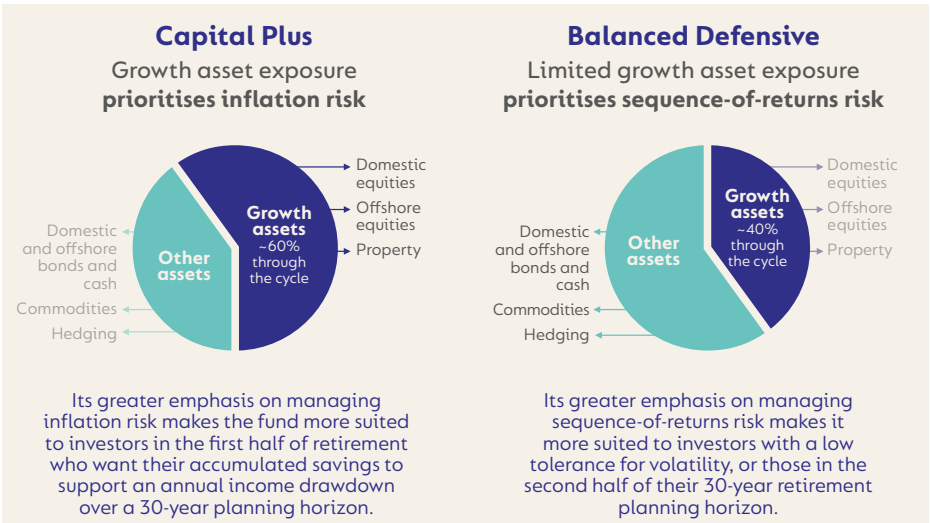 Capital Plus
Growth asset exposure
prioritises inflation risk
Domestic
equities
Offshore
equities
Property
Growth
assets
~60%
through
the cycle
Other
assets
Domestic
and offshore
bonds and
cash
Commodities
Hedging
Its greater emphasis on managing
inflation risk makes the fund more suited
to investors in the first half of retirement
who want their accumulated savings to
support an annual income drawdown
over a 30-year planning horizon.
Balanced Defensive
Limited growth asset exposure
prioritises sequence-of-returns risk
Domestic
equities
Offshore
equities
Property
Growth
assets
~40%
through
the cycle
Other
assets
Domestic
and offshore
bonds and
cash
Commodities
Hedging
Its greater emphasis on managing
sequence-of-returns risk makes it
more suited to investors with a low
tolerance for volatility, or those in the
second half of their 30-year retirement
planning horizon.